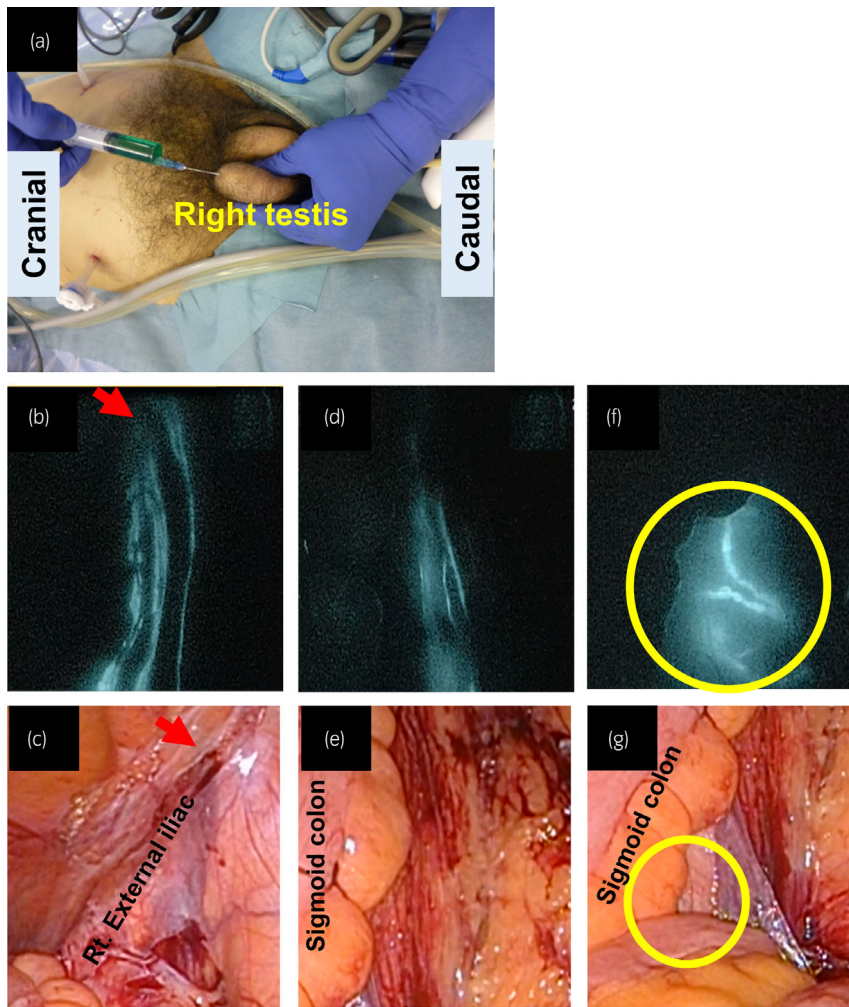 (a)
Cranial
Right testis
Caudal
(b)
(d)
(f)
(c)
Rt. External iliac
(e)
Sigmoid colon
(g)
Sigmoid colon